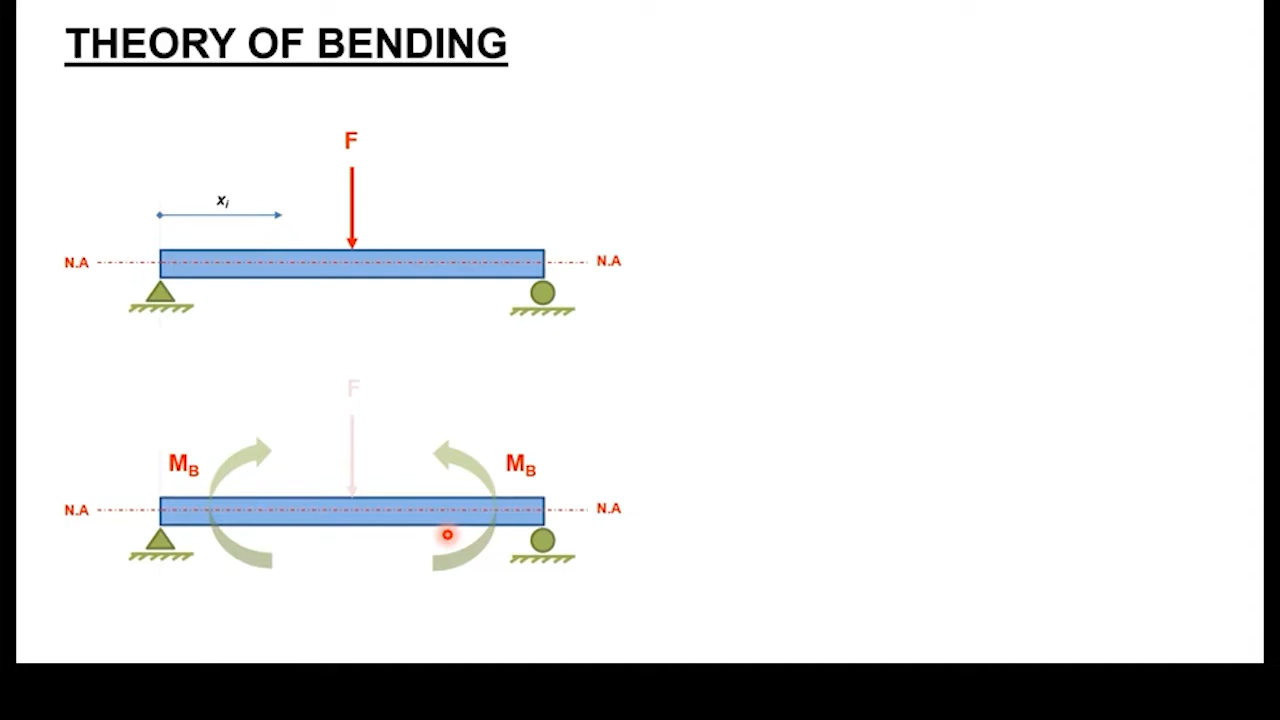 THEORY OF BENDING
F
xi
N.A N.A
F
MB MB
N.A N.A